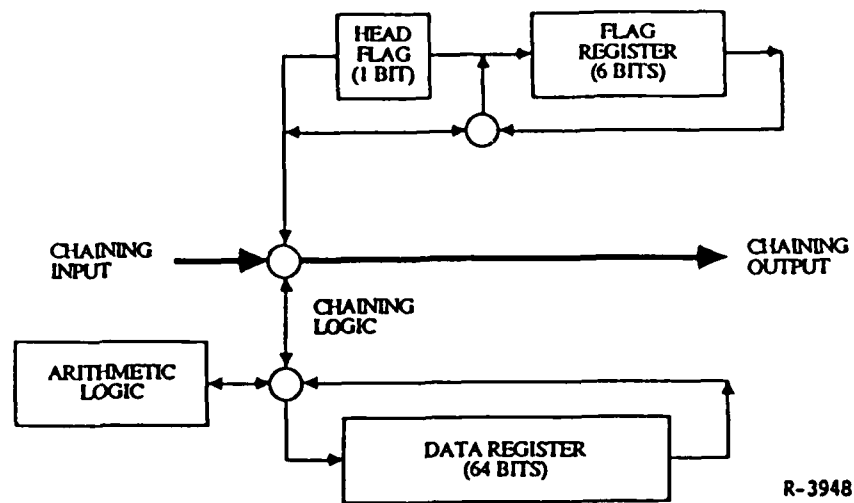 HEAD
FLAG
(1 BIT)
FLAG
REGISTER
(6 BITS)
CHAINING
INPUT
CHAINING
OUTPUT
CHAINING
LOGIC
ARITHMETIC
LOGIC
DATA REGISTER
(64 BITS)
R-3948